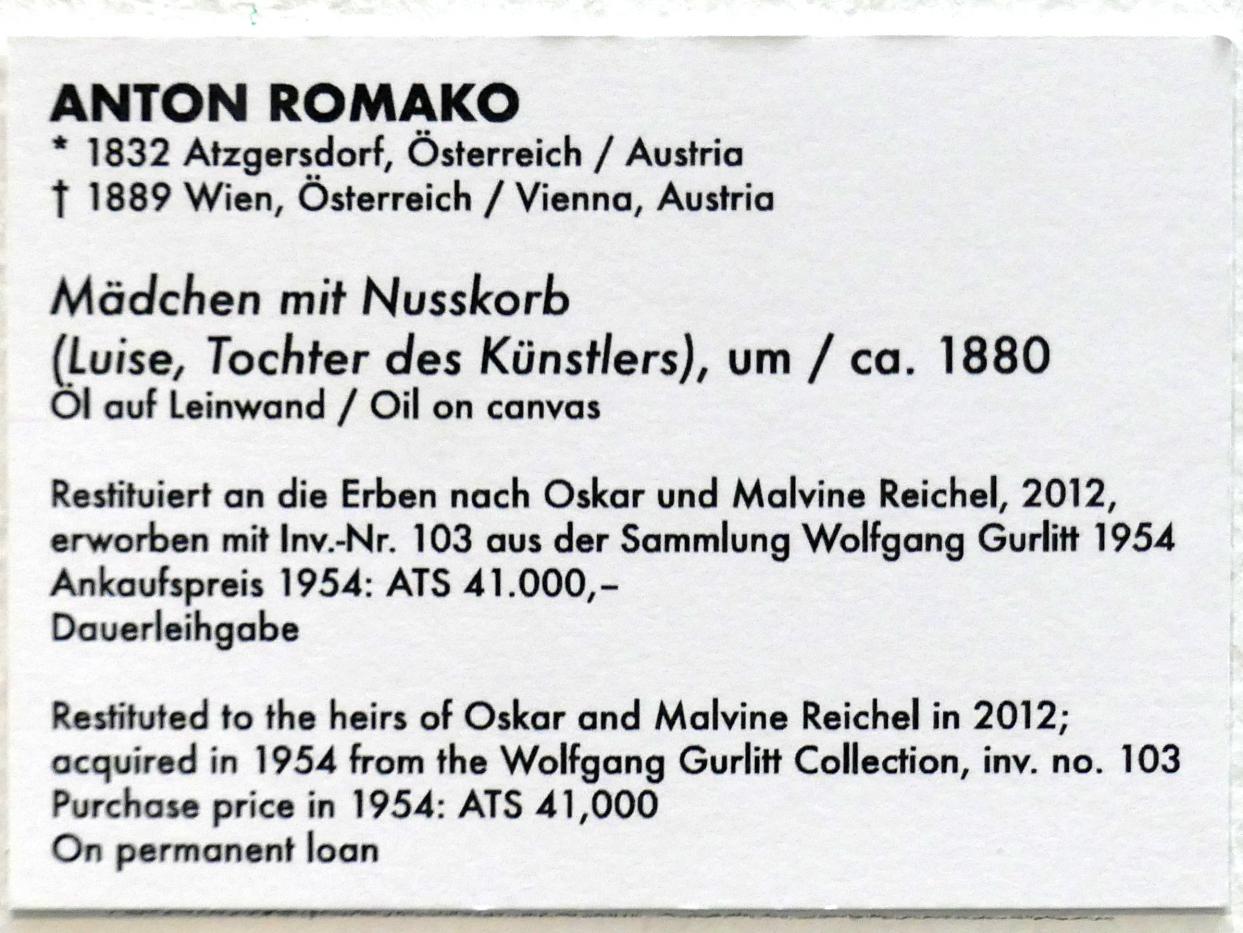 ANTON ROMAKO
* 1832 Atzgersdorf, Österreich / Austria
† 1889 Wien, Österreich / Vienna, Austria
Mädchen mit Nusskorb
(Luise, Tochter des Künstlers), um / ca. 1880
Öl auf Leinwand / Oil on canvas
Restituiert an die Erben nach Oskar und Malvine Reichel, 2012,
erworben mit Inv.-Nr. 103 aus der Sammlung Wolfgang Gurlitt 1954
Ankaufspreis 1954: ATS 41.000,–
Dauerleihgabe
Restituted to the heirs of Oskar and Malvine Reichel in 2012;
acquired in 1954 from the Wolfgang Gurlitt Collection, inv. no. 103
Purchase price in 1954: ATS 41,000
On permanent loan